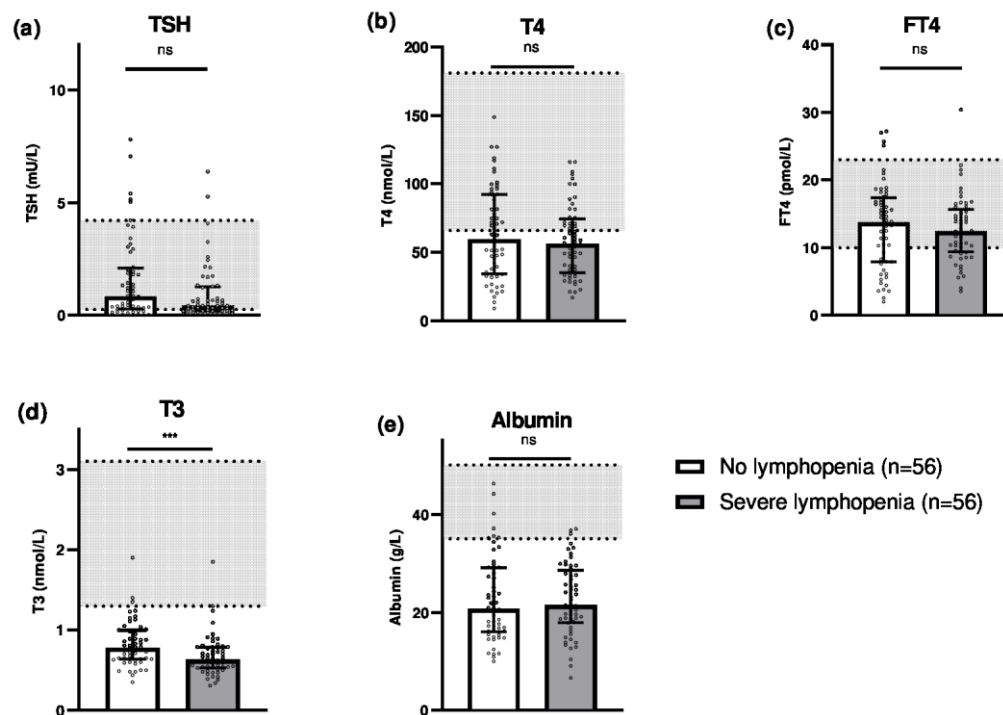 (a)
TSH
ns
10
5
0
TSH (mU/L)
(b)
T4
ns
200
150
100
50
0
T4 (nmol/L)
(c)
FT4
ns
40
30
20
10
0
FT4 (pmol/L)
(d)
T3
***
3
2
1
0
T3 (nmol/L)
(e)
Albumin
ns
40
20
0
Albumin (g/L)
No lymphopenia (n=56)
Severe lymphopenia (n=56)